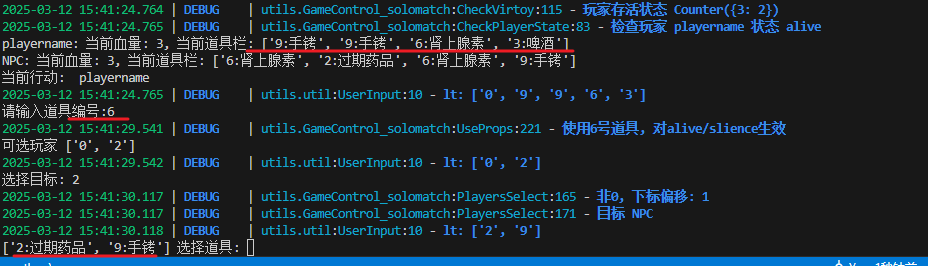 2025-03-12 15:41:24.764 | DEBUG    | utils.GameControl_solomatch:CheckVirtoy:115 - 玩家存活状态 Counter({3: 2})
2025-03-12 15:41:24.764 | DEBUG    | utils.GameControl_solomatch:CheckPlayerState:83 - 检查玩家 playername 状态 alive
playername: 当前血量: 3, 当前道具栏: ['9:手铐', '9:手铐', '6:肾上腺素', '3:啤酒']
NPC: 当前血量: 3, 当前道具栏: ['6:肾上腺素', '2:过期药品', '6:肾上腺素', '9:手铐']
当前行动:  playername
2025-03-12 15:41:24.765 | DEBUG    | utils.util:UserInput:10 - lt: ['0', '9', '9', '6', '3']
请输入道具编号:6
2025-03-12 15:41:29.541 | DEBUG    | utils.GameControl_solomatch:UseProps:221 - 使用6号道具, 对alive/slience生效
可选玩家 ['0', '2']
2025-03-12 15:41:29.542 | DEBUG    | utils.util:UserInput:10 - lt: ['0', '2']
选择目标: 2
2025-03-12 15:41:30.117 | DEBUG    | utils.GameControl_solomatch:PlayersSelect:165 - 非0, 下标偏移: 1
2025-03-12 15:41:30.117 | DEBUG    | utils.GameControl_solomatch:PlayersSelect:171 - 目标 NPC
2025-03-12 15:41:30.118 | DEBUG    | utils.util:UserInput:10 - lt: ['2', '9']
['2:过期药品', '9:手铐'] 选择道具: